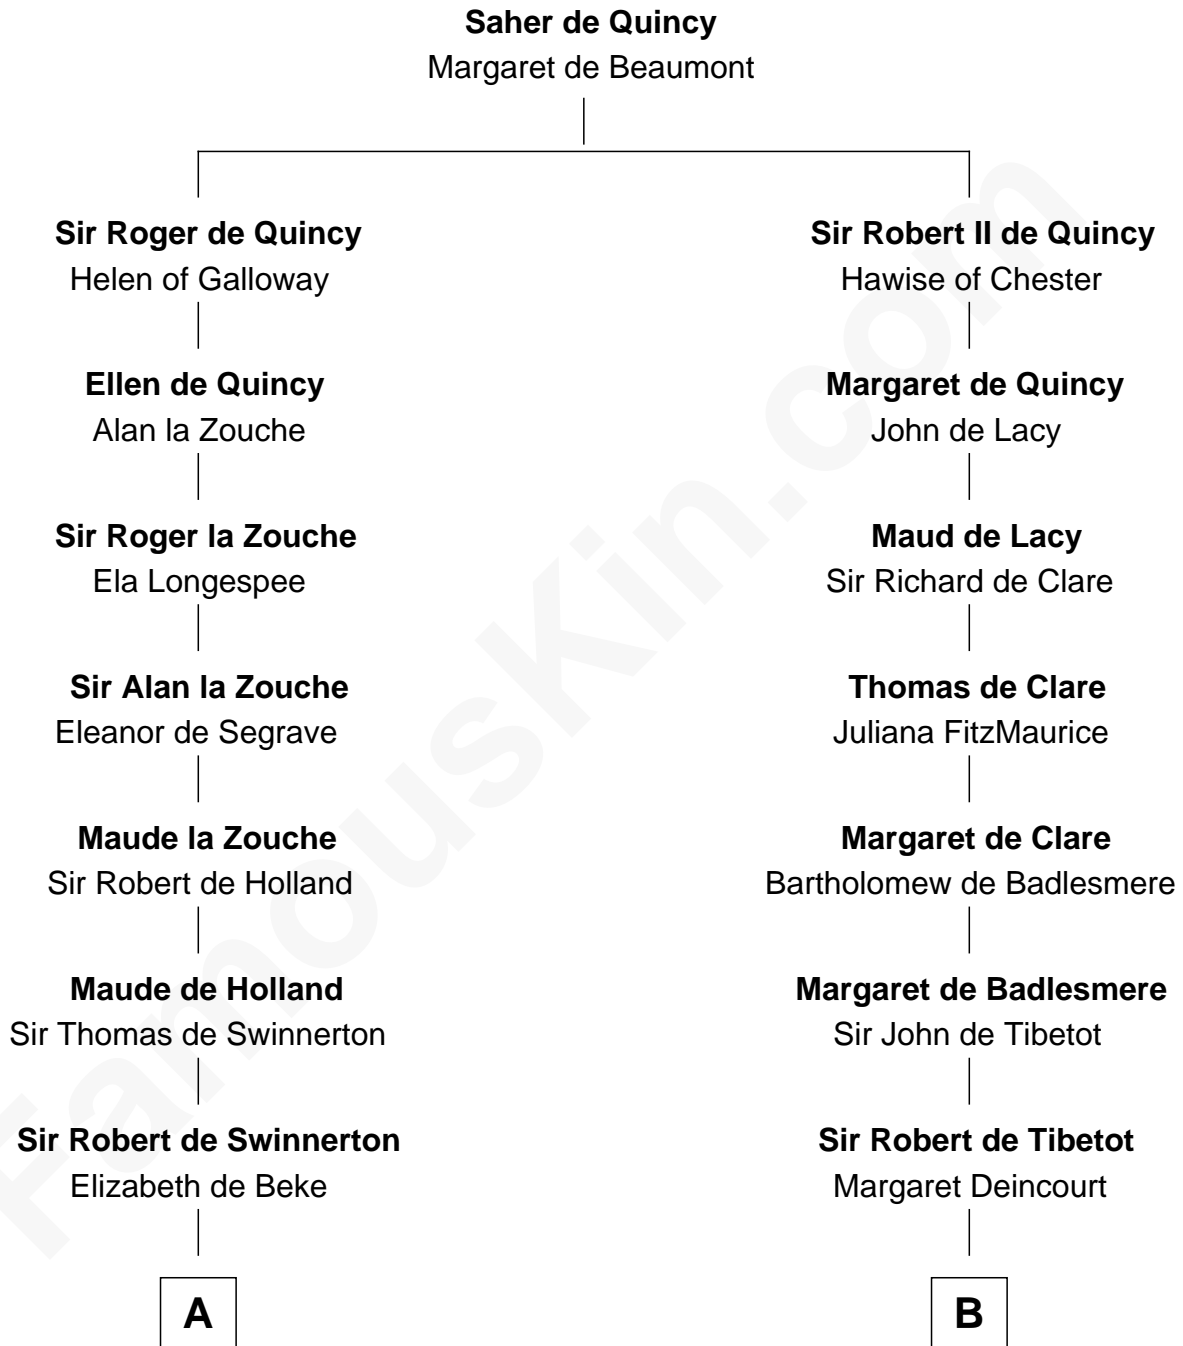 Saher de Quincy
Margaret de Beaumont
Sir Roger de Quincy
Helen of Galloway
Ellen de Quincy
Alan la Zouche
Sir Roger la Zouche
Ela Longespee
Sir Alan la Zouche
Eleanor de Segrave
Maude la Zouche
Sir Robert de Holland
Maude de Holland
Sir Thomas de Swinnerton
Sir Robert de Swinnerton
Elizabeth de Beke
A
Sir Robert II de Quincy
Hawise of Chester
Margaret de Quincy
John de Lacy
Maud de Lacy
Sir Richard de Clare
Thomas de Clare
Juliana FitzMaurice
Margaret de Clare
Bartholomew de Badlesmere
Margaret de Badlesmere
Sir John de Tibetot
Sir Robert de Tibetot
Margaret Deincourt
B
FamousKin.com